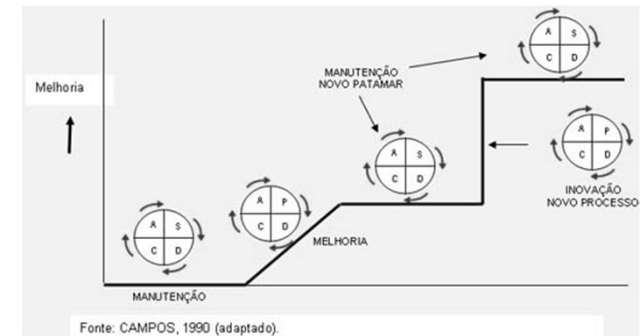 A S
C D
MANUTENÇÃO
NOVO PATAMAR
Melhoria
A S
C D
A P
C D
INOVAÇÃO
NOVO PROCESSO
A P
C D
MELHORIA
A S
C D
MANUTENÇÃO
Fonte: CAMPOS, 1990 (adaptado).